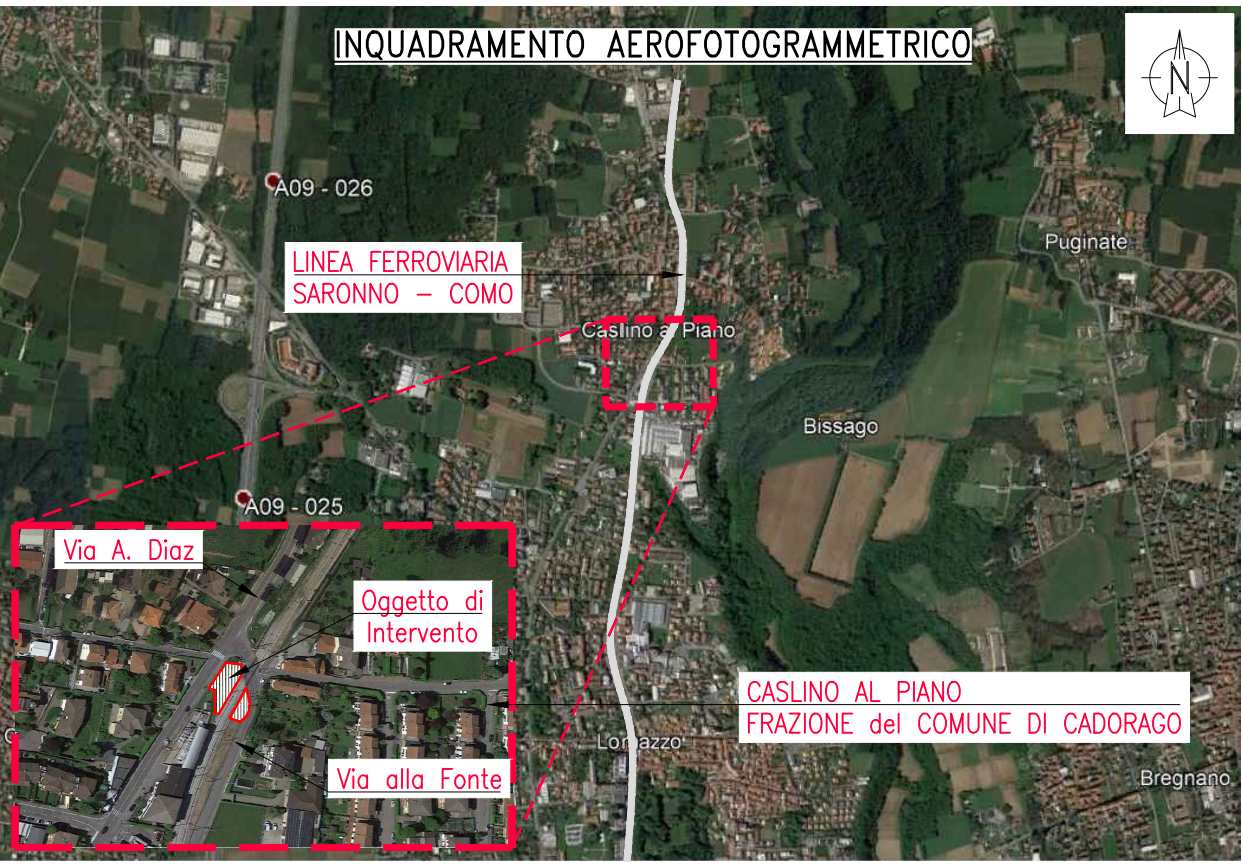 INQUADRAMENTO AEROFOTOGRAMMETRICO
N
A09 - 026
LINEA FERROVIARIA
SARONNO - COMO
Puginate
Caslino al Piano
Bissago
A09 - 025
Via A. Diaz
Oggetto di
Intervento
CASLINO AL PIANO
FRAZIONE del COMUNE DI CADORAGO
Lomazzo
Via alla Fonte
Bregnano